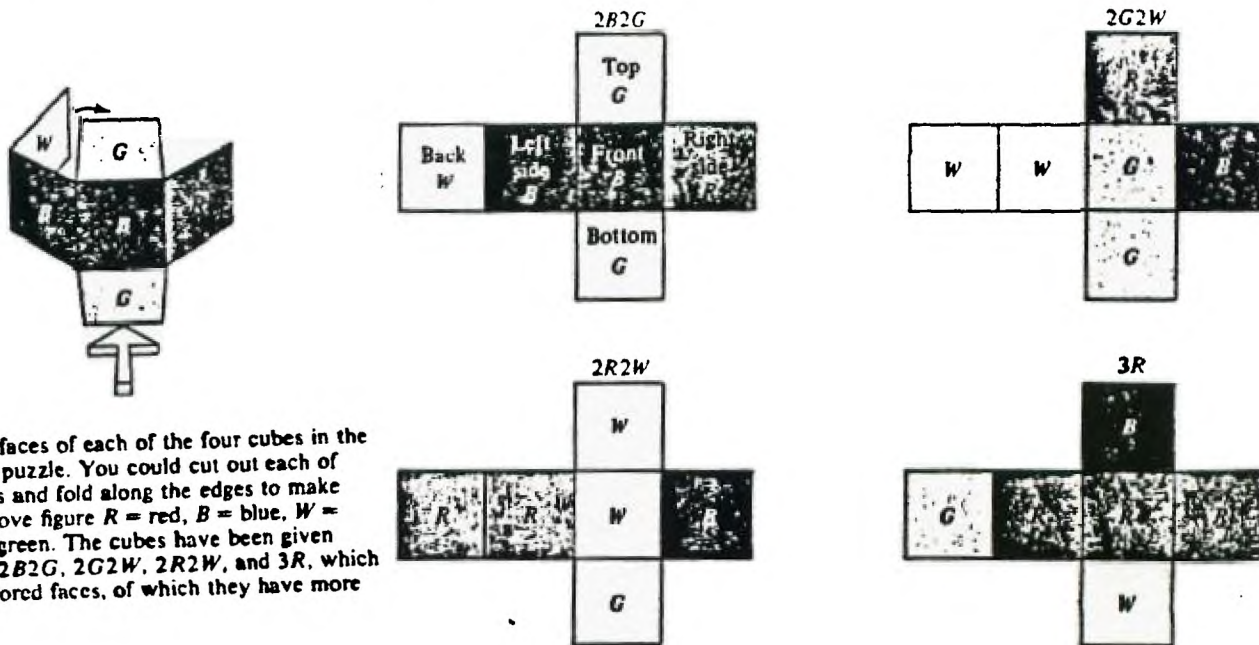 2B2G
2G2W
Top
G
R
W
G
Back
W
Left
side
B
Front
B
Right
side
R
W
W
G
B
Bottom
G
G
G
2R2W
3R
W
B
R
R
W
G
R
G
W
faces of each of the four cubes in the
puzzle. You could cut out each of
s and fold along the edges to make
ove figure R = red, B = blue, W =
green. The cubes have been given
2B2G, 2G2W, 2R2W, and 3R, which
ored faces, of which they have more